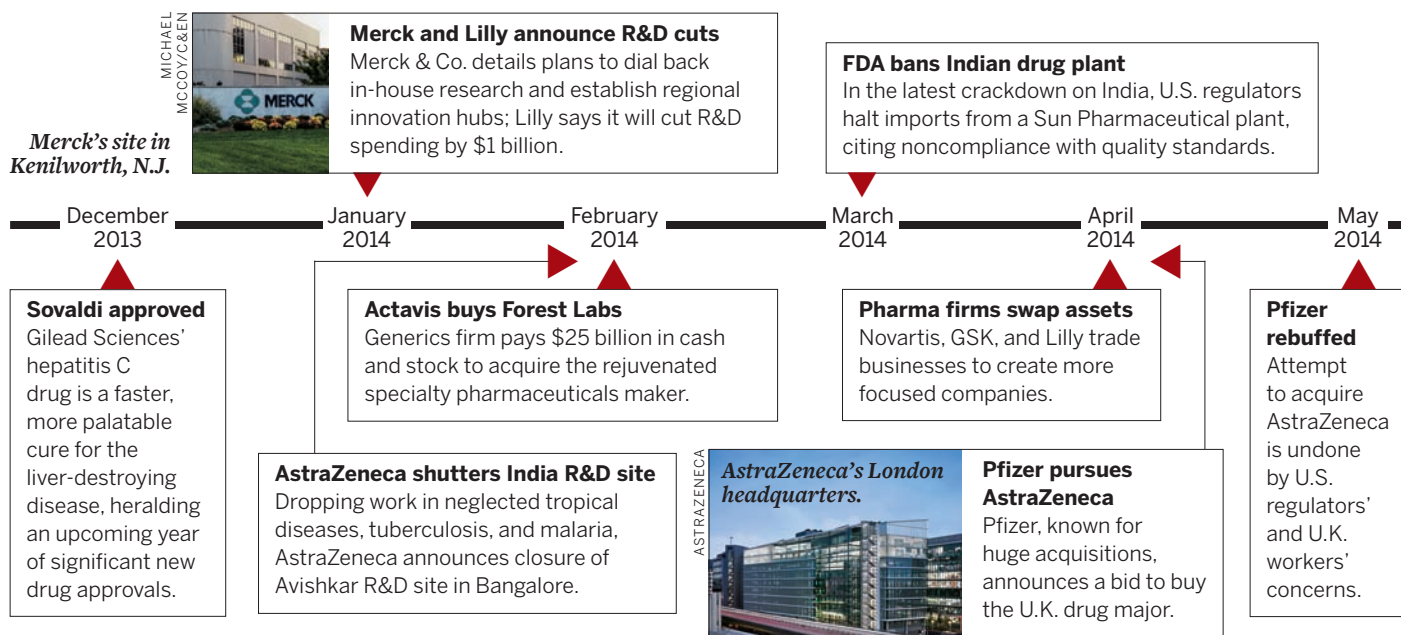 MICHAEL
MCCOY/C&EN
MERCK
Merck's site in
Kenilworth, N.J.
Merck and Lilly announce R&D cuts
Merck & Co. details plans to dial back
in-house research and establish regional
innovation hubs; Lilly says it will cut R&D
spending by $1 billion.
FDA bans Indian drug plant
In the latest crackdown on India, U.S. regulators
halt imports from a Sun Pharmaceutical plant,
citing noncompliance with quality standards.
December
2013
January
2014
February
2014
March
2014
April
2014
May
2014
Sovaldi approved
Gilead Sciences'
hepatitis C
drug is a faster,
more palatable
cure for the
liver-destroying
disease, heralding
an upcoming year
of significant new
drug approvals.
Actavis buys Forest Labs
Generics firm pays $25 billion in cash
and stock to acquire the rejuvenated
specialty pharmaceuticals maker.
AstraZeneca shutters India R&D site
Dropping work in neglected tropical
diseases, tuberculosis, and malaria,
AstraZeneca announces closure of
Avishkar R&D site in Bangalore.
Pharma firms swap assets
Novartis, GSK, and Lilly trade
businesses to create more
focused companies.
ASTRAZENECA
AstraZeneca's London
headquarters.
Pfizer pursues
AstraZeneca
Pfizer, known for
huge acquisitions,
announces a bid to buy
the U.K. drug major.
Pfizer
rebuffed
Attempt
to acquire
AstraZeneca
is undone
by U.S.
regulators'
and U.K.
workers'
concerns.